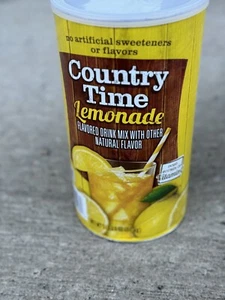 no artificial sweeteners
or flavors
Country
Time
Lemonade
FLAVORED DRINK MIX WITH OTHER
NATURAL FLAVOR